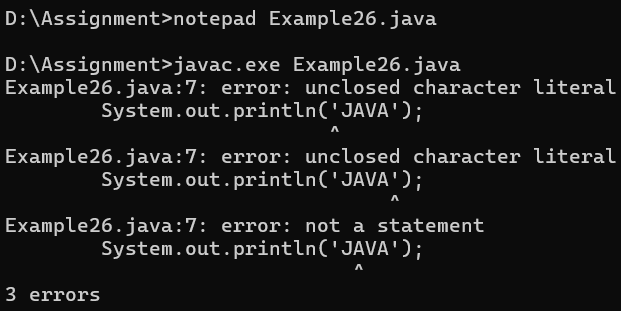 D:\Assignment>notepad Example26.java
D:\Assignment>javac.exe Example26.java
Example26.java:7: error: unclosed character literal
        System.out.println('JAVA');
                           ^
Example26.java:7: error: unclosed character literal
        System.out.println('JAVA');
                                ^
Example26.java:7: error: not a statement
        System.out.println('JAVA');
                             ^
3 errors